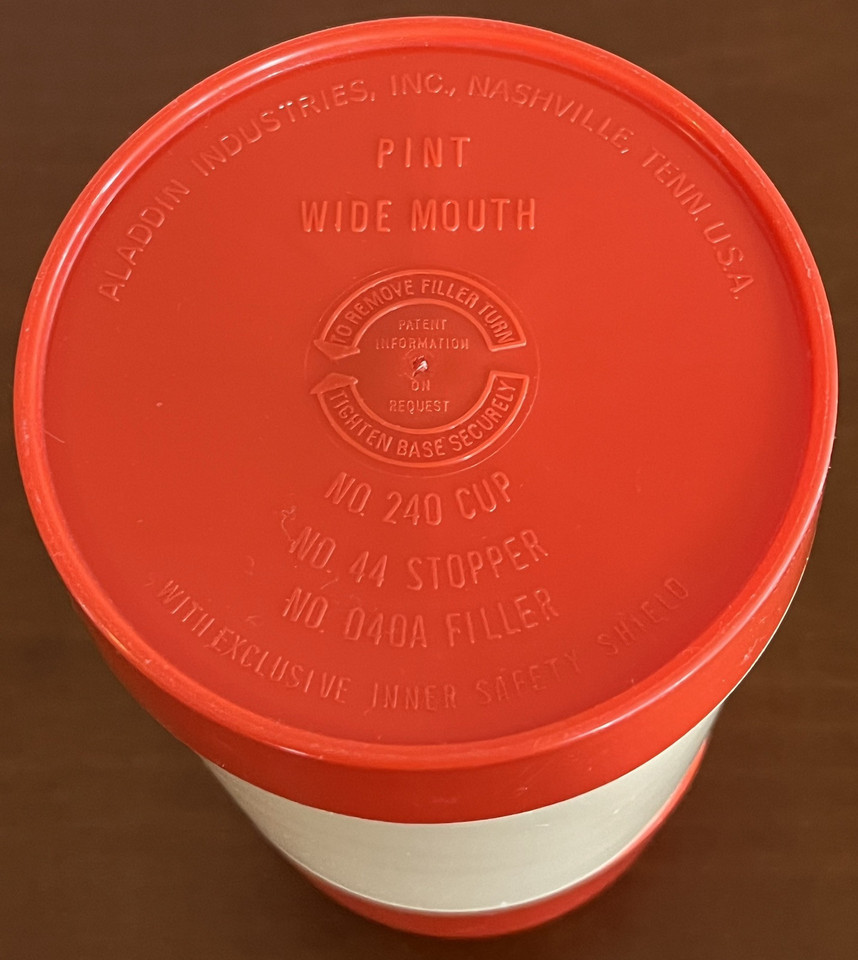 ALADDIN INDUSTRIES, INC., NASHVILLE, TENN. U.S.A.
PINT
WIDE MOUTH
TO REMOVE FILLER TURN
PATENT
INFORMATION
ON
REQUEST
TIGHTEN BASE SECURELY
NO. 240 CUP
NO. 44 STOPPER
NO. 040A FILLER
WITH EXCLUSIVE INNER SAFETY SHIELD